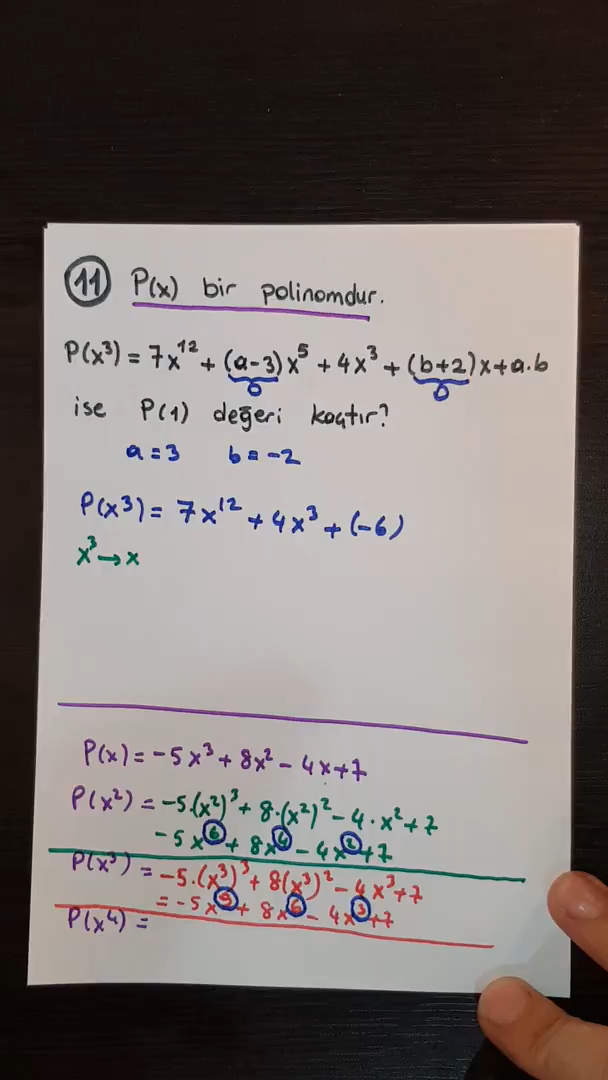 11 P(x) bir polinomdur.
P(x³) = 7x¹² + (a-3)x⁵ + 4x³ + (b+2)x+a.b
0 0
ise P(1) değeri kaçtır?
a = 3 b = -2
P(x³) = 7x¹² + 4x³ + (-6)
x³ → x
P(x) = -5x³ + 8x² - 4x+7
P(x²) = -5.(x²)³ + 8.(x²)² - 4.x²+7
-5x⁶ + 8x⁴ - 4x²+7
P(x³) = -5.(x³)³ + 8(x³)² - 4x³+7
= -5x⁹ + 8x⁶ - 4x³+7
P(x⁴) =